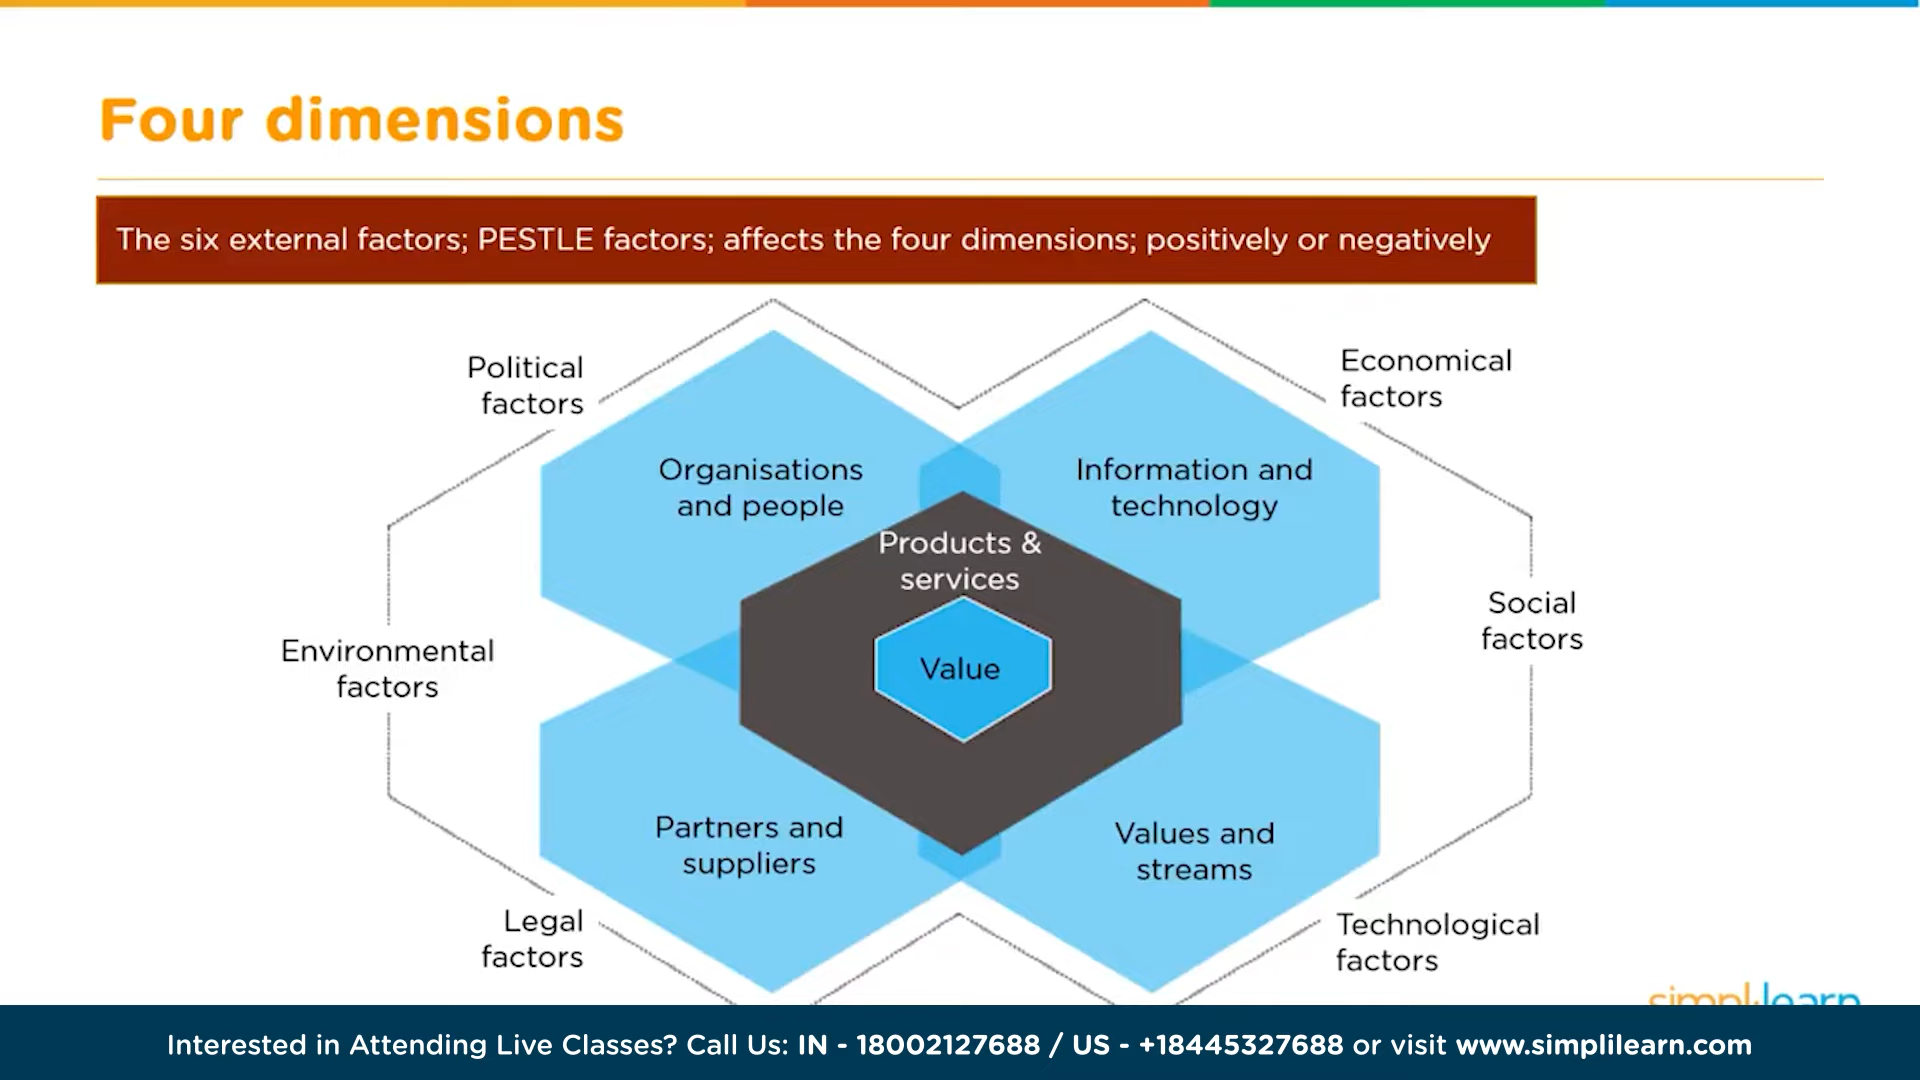 Four dimensions
The six external factors; PESTLE factors; affects the four dimensions; positively or negatively
Political
factors
Economical
factors
Organisations
and people
Information and
technology
Products &
services
Social
factors
Environmental
factors
Value
Partners and
suppliers
Values and
streams
Legal
factors
Technological
factors
simplilearn
Interested in Attending Live Classes? Call Us: IN - 18002127688 / US - +18445327688 or visit www.simplilearn.com